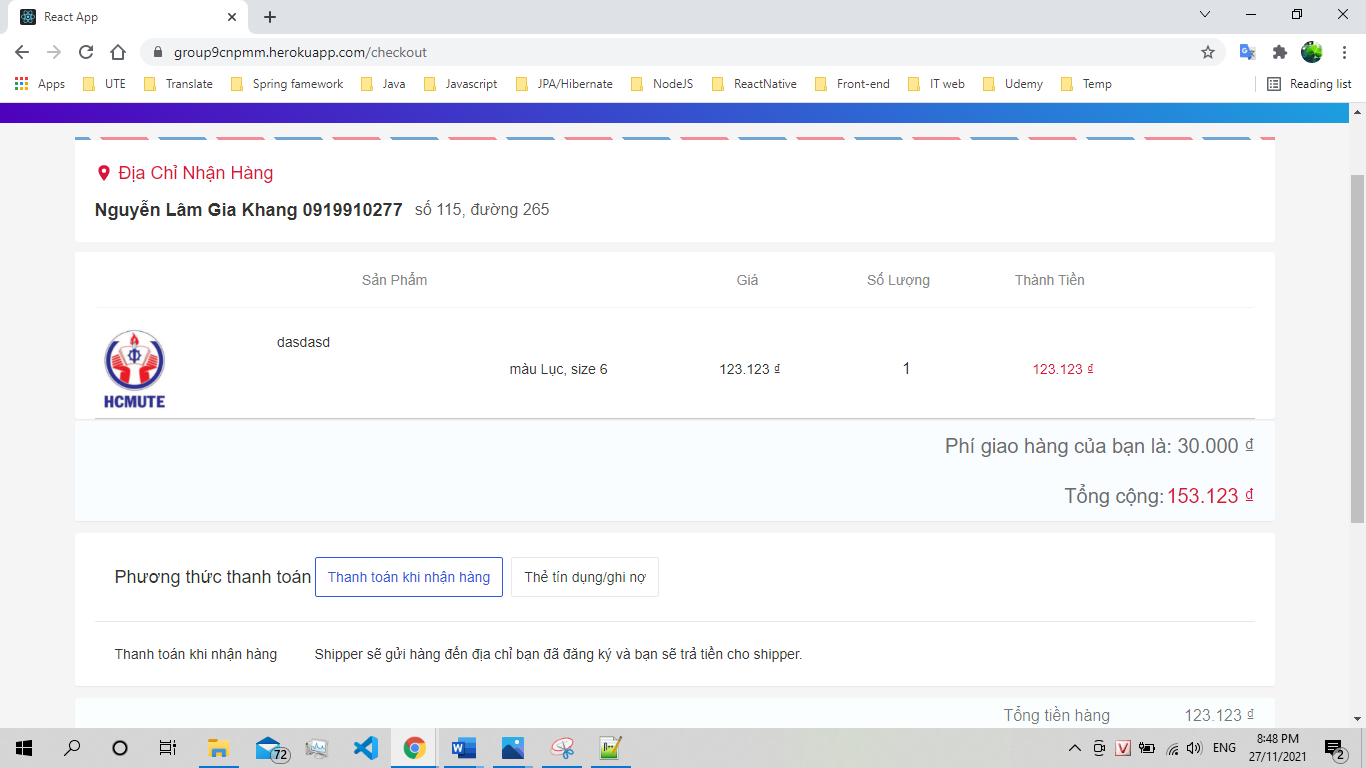 React App
group9cnpmm.herokuapp.com/checkout
Apps UTE Translate Spring famework Java Javascript JPA/Hibernate NodeJS ReactNative Front-end IT web Udemy Temp Reading list
Địa Chỉ Nhận Hàng
Nguyễn Lâm Gia Khang 0919910277 số 115, đường 265
Sản Phẩm Giá Số Lượng Thành Tiền
dasdasd
HCMUTE
màu Lục, size 6 123.123 ₫ 1 123.123 ₫
Phí giao hàng của bạn là: 30.000 ₫
Tổng cộng: 153.123 ₫
Phương thức thanh toán Thanh toán khi nhận hàng Thẻ tín dụng/ghi nợ
Thanh toán khi nhận hàng Shipper sẽ gửi hàng đến địa chỉ bạn đã đăng ký và bạn sẽ trả tiền cho shipper.
Tổng tiền hàng 123.123 ₫
72 V ENG 8:48 PM 2
27/11/2021